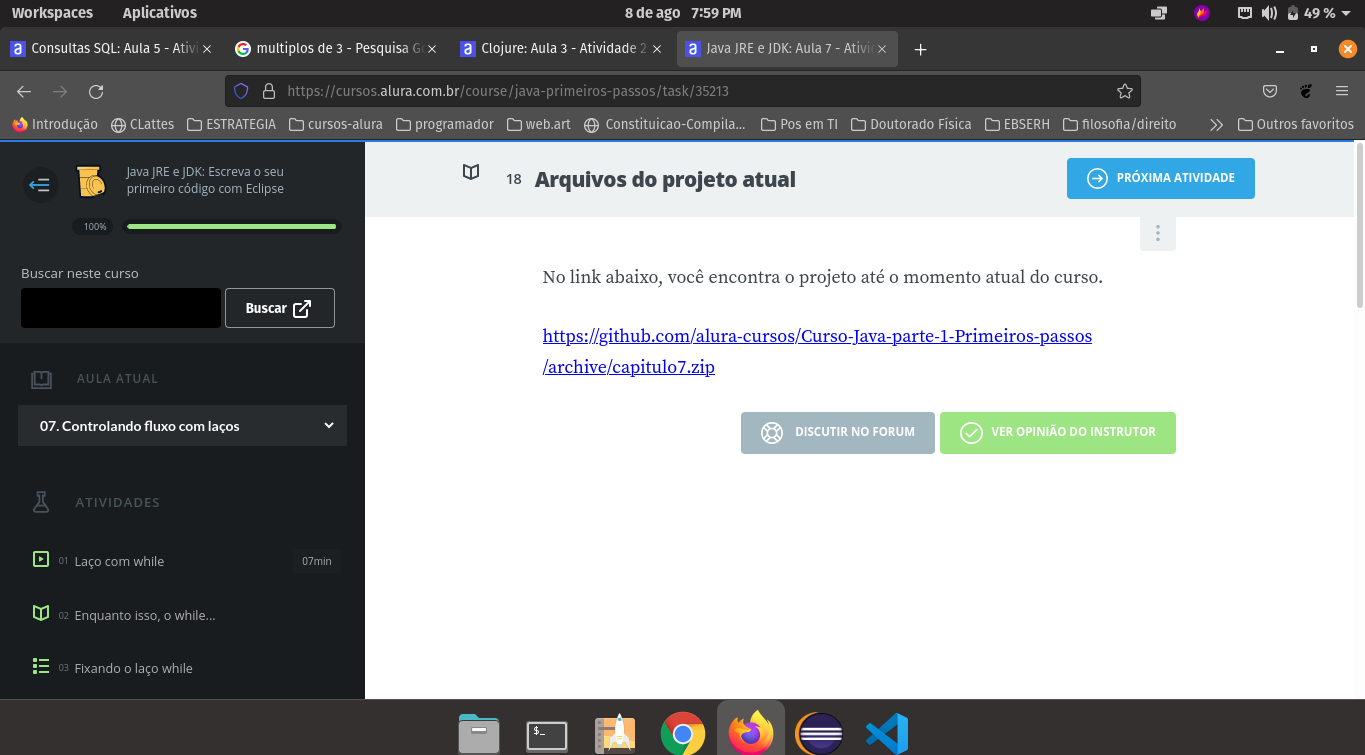 Workspaces Aplicativos 8 de ago 7:59 PM 49 %
Consultas SQL: Aula 5 - Ativi multiplos de 3 - Pesquisa Go Clojure: Aula 3 - Atividade 2 Java JRE e JDK: Aula 7 - Ativid
https://cursos.alura.com.br/course/java-primeiros-passos/task/35213
Introdução CLattes ESTRATEGIA cursos-alura programador web.art Constituicao-Compila... Pos em TI Doutorado Física EBSERH filosofia/direito Outros favoritos
Java JRE e JDK: Escreva o seu
primeiro código com Eclipse
100%
Buscar neste curso
Buscar
AULA ATUAL
07. Controlando fluxo com laços
ATIVIDADES
01 Laço com while 07min
02 Enquanto isso, o while...
03 Fixando o laço while
18 Arquivos do projeto atual
PRÓXIMA ATIVIDADE
No link abaixo, você encontra o projeto até o momento atual do curso.
https://github.com/alura-cursos/Curso-Java-parte-1-Primeiros-passos
/archive/capitulo7.zip
DISCUTIR NO FORUM VER OPINIÃO DO INSTRUTOR
$_